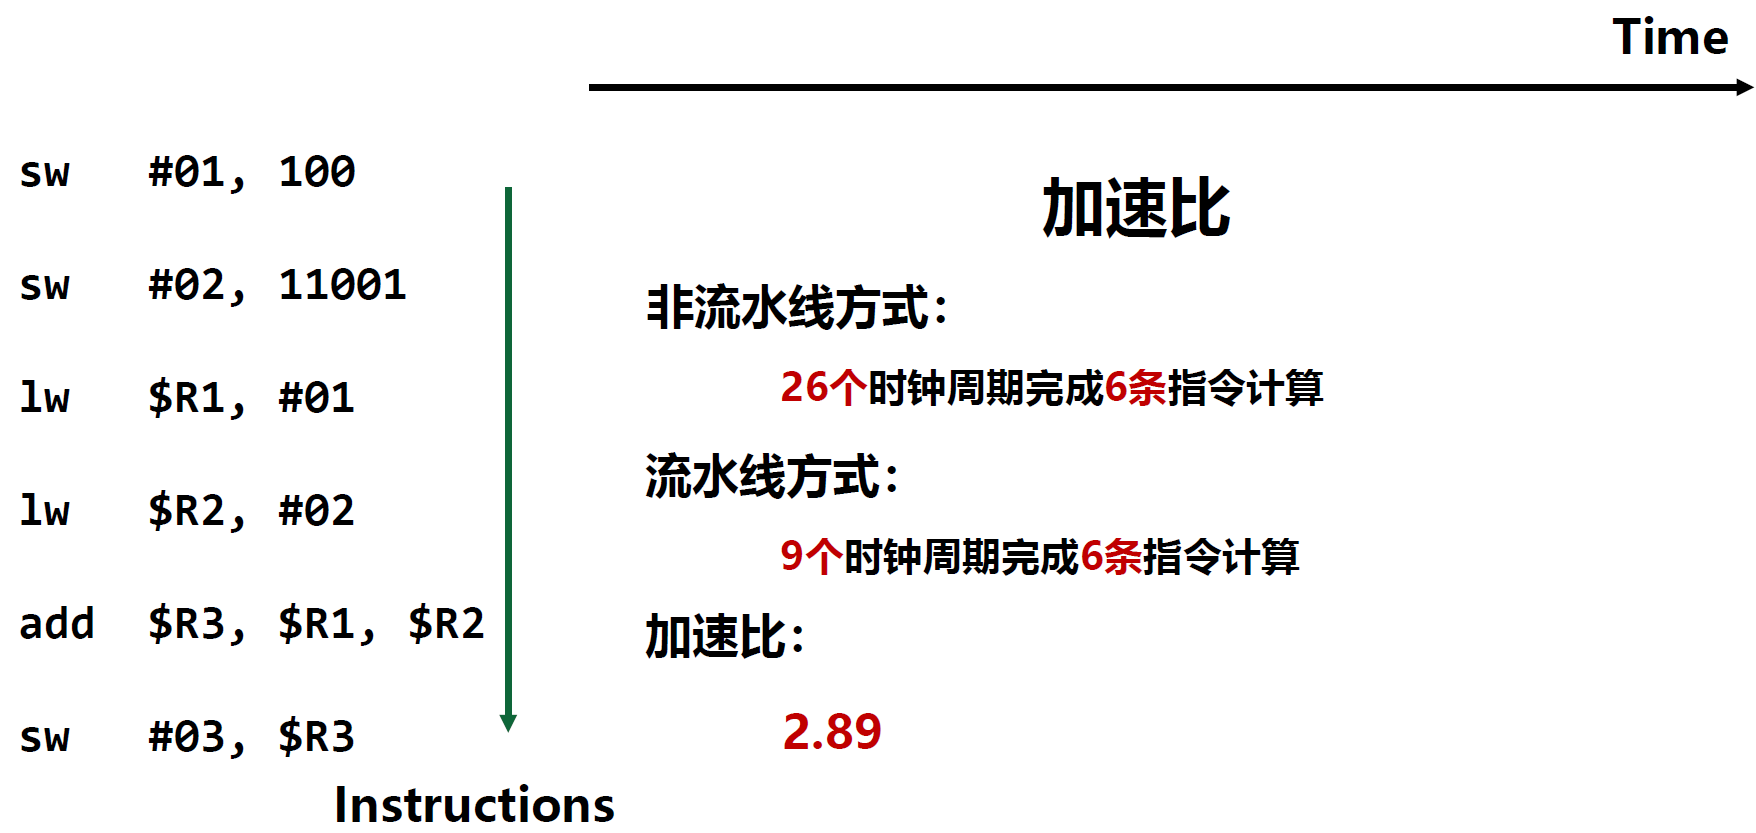 Time
sw #01, 100
sw #02, 11001
lw $R1, #01
lw $R2, #02
add $R3, $R1, $R2
sw #03, $R3
Instructions
加速比
非流水线方式：
26个时钟周期完成6条指令计算
流水线方式：
9个时钟周期完成6条指令计算
加速比：
2.89